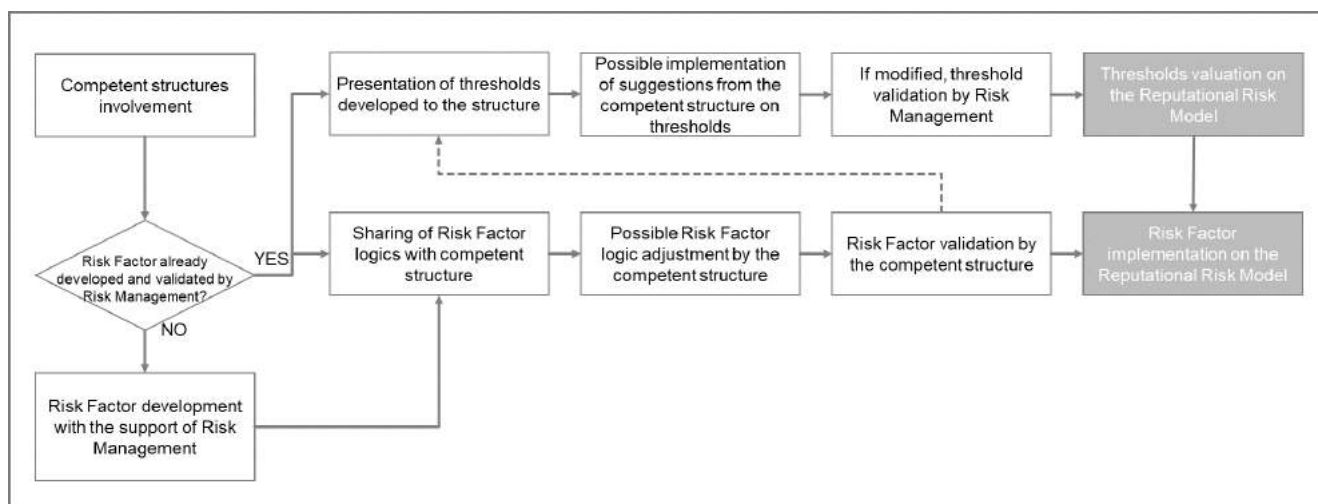 Competent structures
involvement
Presentation of thresholds
developed to the structure
Possible implementation
of suggestions from the
competent structure on
thresholds
If modified, threshold
validation by Risk
Management
Thresholds valuation on
the Reputational Risk
Model
Risk Factor already
developed and validated by
Risk Management?
YES
NO
Sharing of Risk Factor
logics with competent
structure
Possible Risk Factor
logic adjustment by the
competent structure
Risk Factor validation by
the competent structure
Risk Factor
implementation on the
Reputational Risk Model
Risk Factor development
with the support of Risk
Management